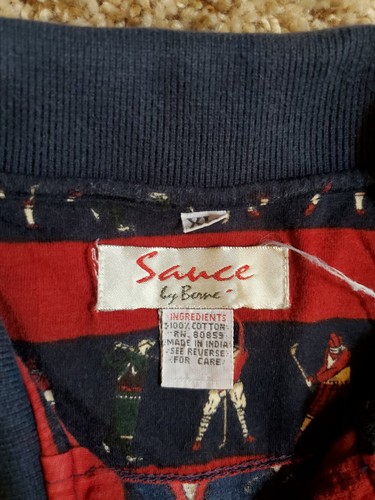 XL
Sauce
by Berne'
INGREDIENTS
100% COTTON
RN. 80859
MADE IN INDIA
SEE REVERSE
FOR CARE